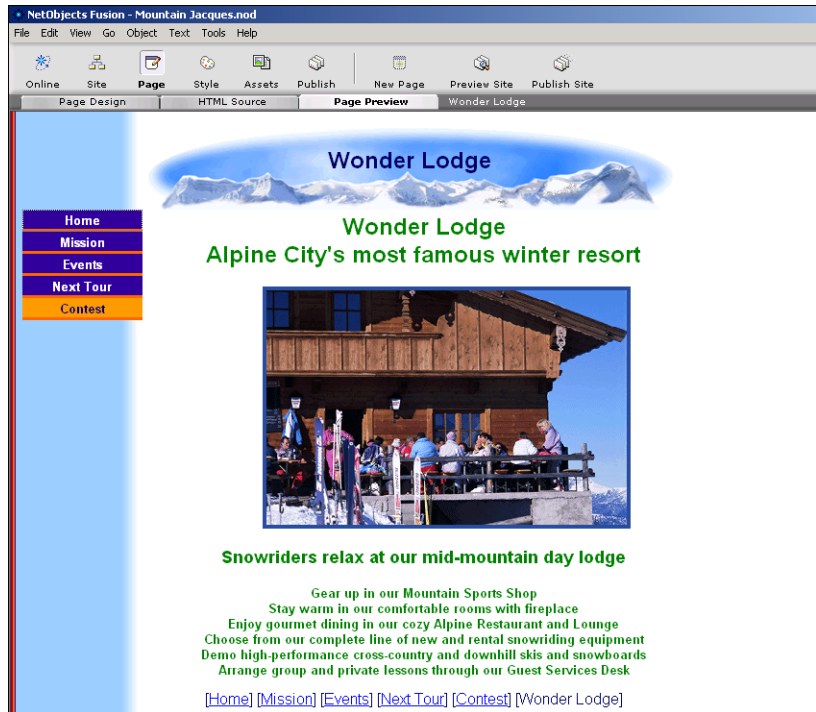 NetObjects Fusion - Mountain Jacques.nod
File Edit View Go Object Text Tools Help
Online Site Page Style Assets Publish New Page Preview Site Publish Site
Page Design HTML Source Page Preview Wonder Lodge
Wonder Lodge
Home
Mission
Events
Next Tour
Contest
Wonder Lodge
Alpine City's most famous winter resort
Snowriders relax at our mid-mountain day lodge
Gear up in our Mountain Sports Shop
Stay warm in our comfortable rooms with fireplace
Enjoy gourmet dining in our cozy Alpine Restaurant and Lounge
Choose from our complete line of new and rental snowriding equipment
Demo high-performance cross-country and downhill skis and snowboards
Arrange group and private lessons through our Guest Services Desk
[Home] [Mission] [Events] [Next Tour] [Contest] [Wonder Lodge]